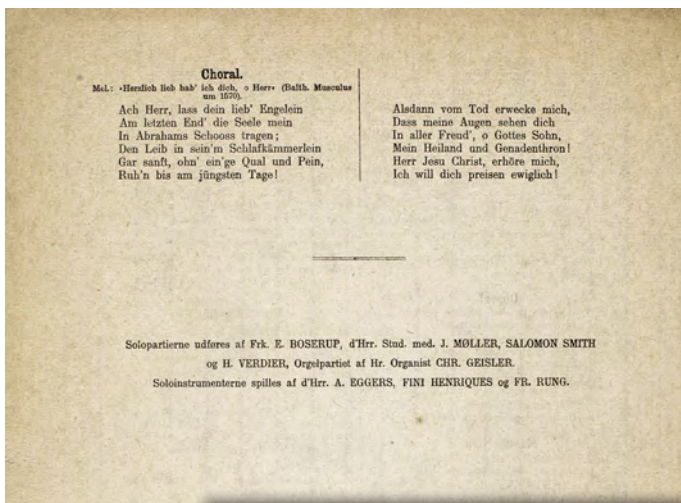 Choral.
Mel.: »Herzlich lieb hab' ich dich, o Herr« (Balth. Musculus
um 1570).
Ach Herr, lass dein lieb' Engelein
Am letzten End' die Seele mein
In Abrahams Schooss tragen;
Den Leib in sein'm Schlafkämmerlein
Gar sanft, ohn' ein'ge Qual und Pein,
Ruh'n bis am jüngsten Tage!
Alsdann vom Tod erwecke mich,
Dass meine Augen sehen dich
In aller Freud', o Gottes Sohn,
Mein Heiland und Genadenthron!
Herr Jesu Christ, erhöre mich,
Ich will dich preisen ewiglich!
Solopartierne udføres af Frk. E. BOSERUP, d'Hrr. Stud. med. J. MØLLER, SALOMON SMITH
og H. VERDIER, Orgelpartiet af Hr. Organist CHR. GEISLER.
Soloinstrumenterne spilles af d'Hrr. A. EGGERS, FINI HENRIQUES og FR. RUNG.